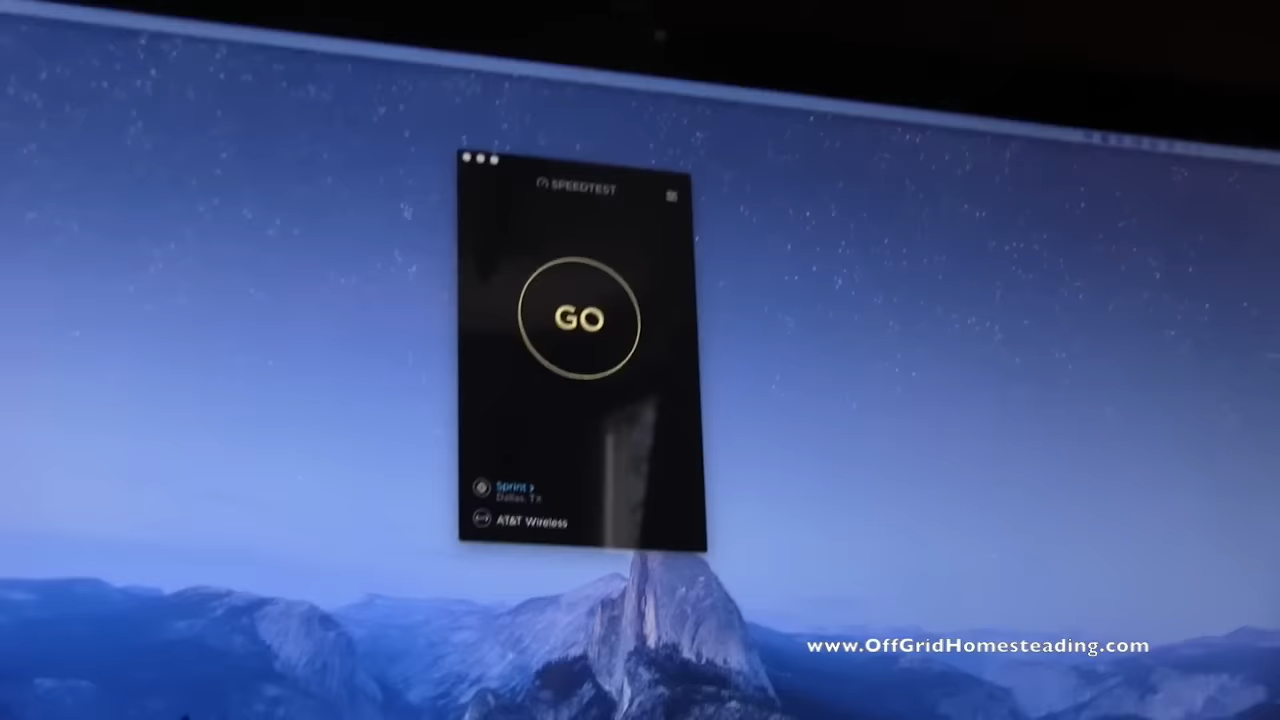 SPEEDTEST
GO
Sprint >
Dallas, TX
AT&T Wireless
www.OffGridHomesteading.com